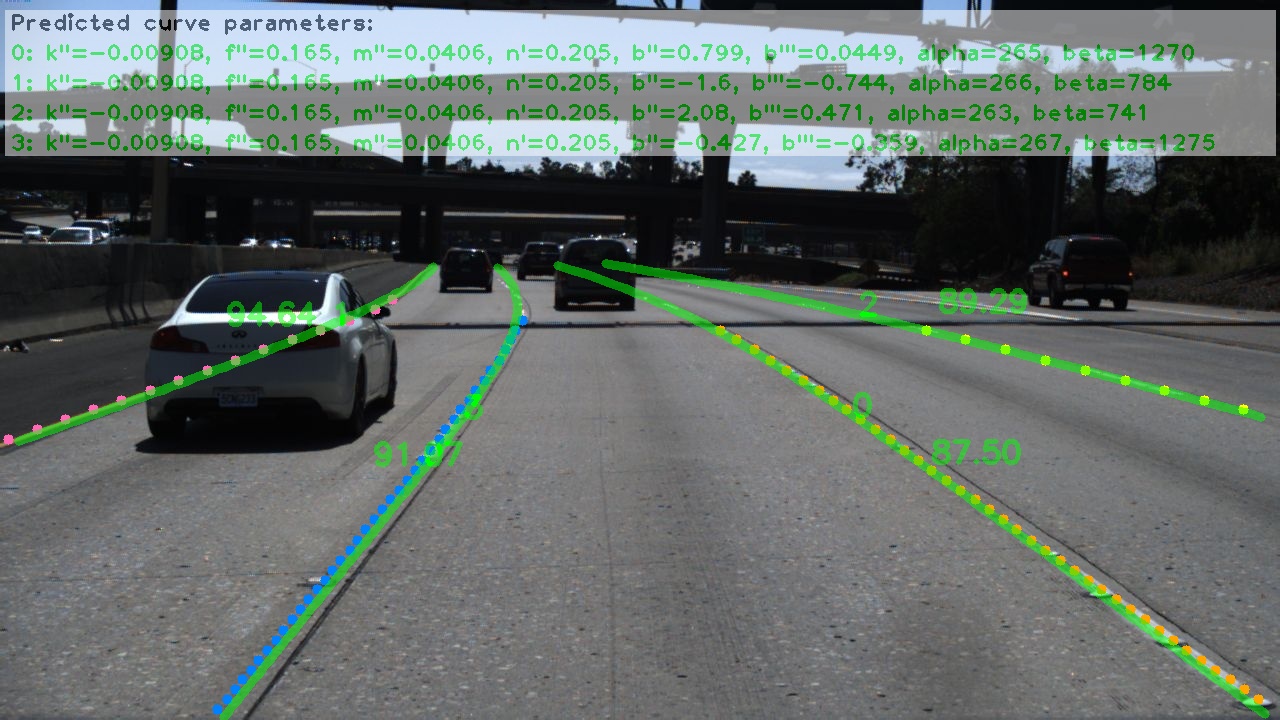 Predicted curve parameters:
0: k''=-0.00908, f''=0.165, m''=0.0406, n'=0.205, b''=0.799, b'''=0.0449, alpha=265, beta=1270
1: k''=-0.00908, f''=0.165, m''=0.0406, n'=0.205, b''=-1.6, b'''=-0.744, alpha=266, beta=784
2: k''=-0.00908, f''=0.165, m''=0.0406, n'=0.205, b''=2.08, b'''=0.471, alpha=263, beta=741
3: k''=-0.00908, f''=0.165, m''=0.0406, n'=0.205, b''=-0.427, b'''=-0.359, alpha=267, beta=1275
94.64 1
2 89.29
3
0
91.07
87.50